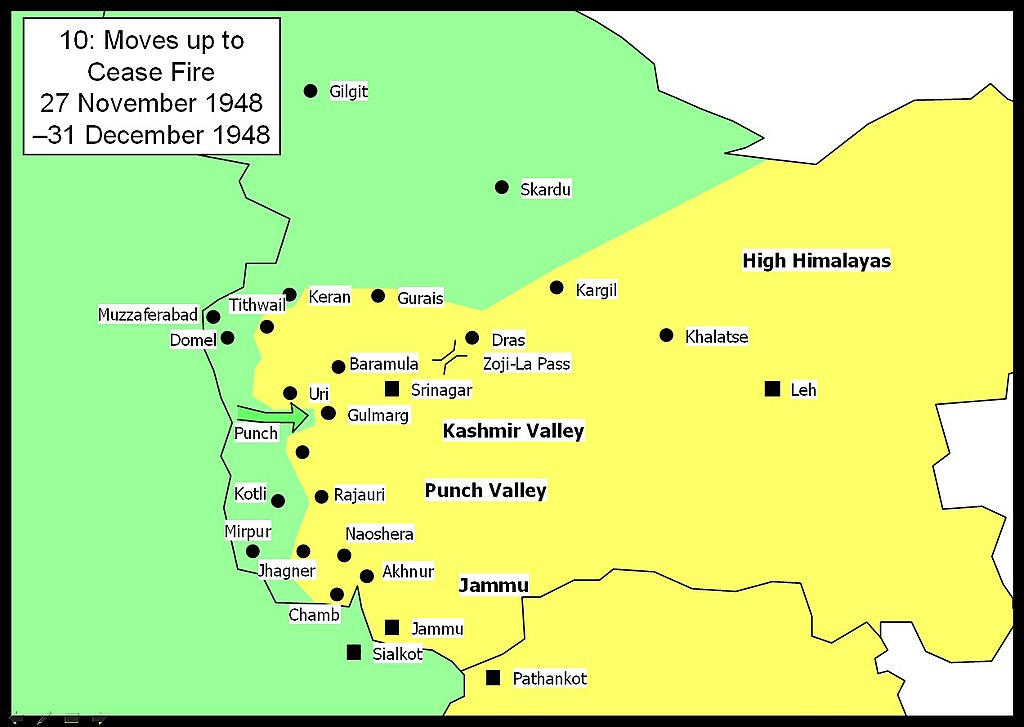 10: Moves up to
Cease Fire
27 November 1948
–31 December 1948
Gilgit
Skardu
High Himalayas
Kargil
Tithwail
Keran
Gurais
Muzzaferabad
Domel
Dras
Khalatse
Baramula
Zoji-La Pass
Uri
Srinagar
Leh
Gulmarg
Punch
Kashmir Valley
Kotli
Rajauri
Punch Valley
Mirpur
Naoshera
Jhagner
Akhnur
Jammu
Chamb
Jammu
Sialkot
Pathankot